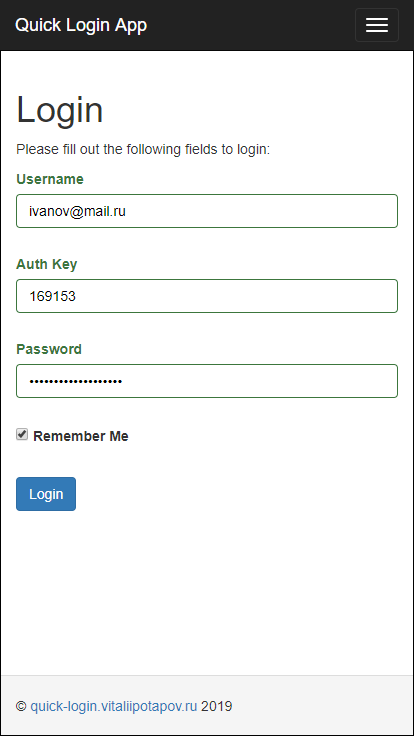 Quick Login App
Login
Please fill out the following fields to login:
Username
ivanov@mail.ru
Auth Key
169153
Password
•••••••••••••••••••
Remember Me
Login
© quick-login.vitaliipotapov.ru 2019